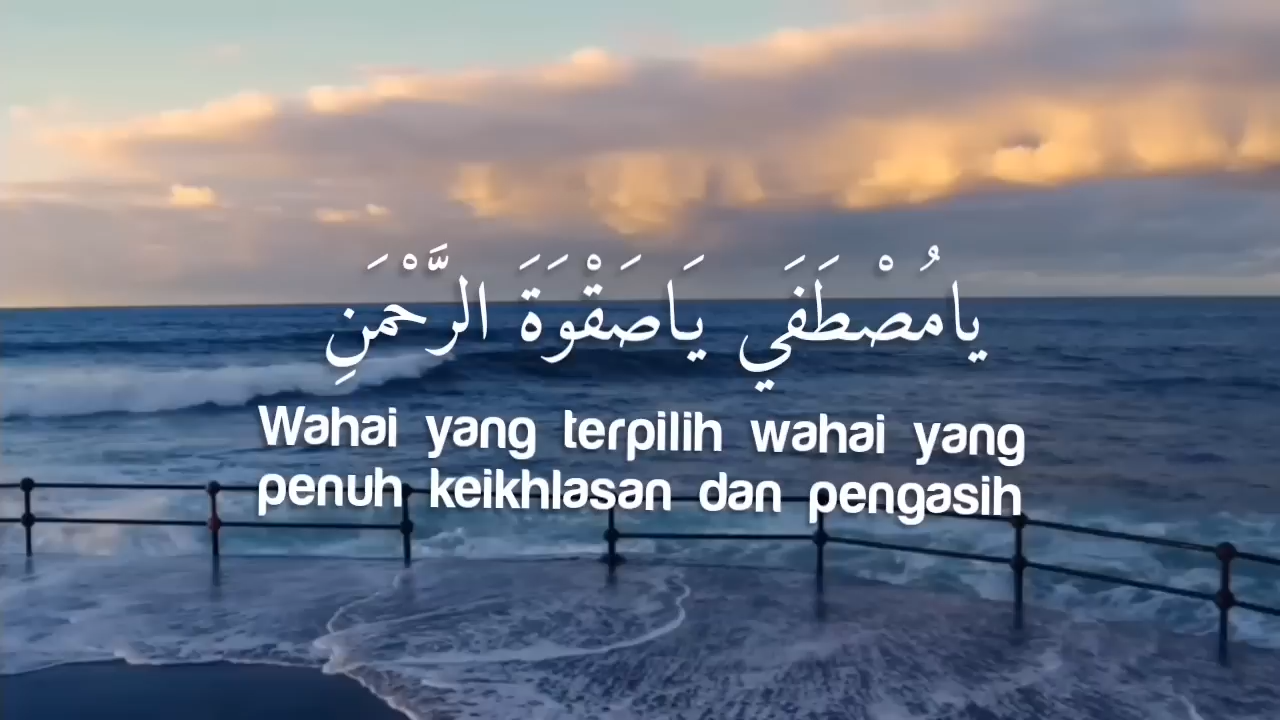 يامُصْطَفَي يَاصَقْوَةَ الرَّحْمَنِ
Wahai yang terpilih wahai yang
penuh keikhlasan dan pengasih